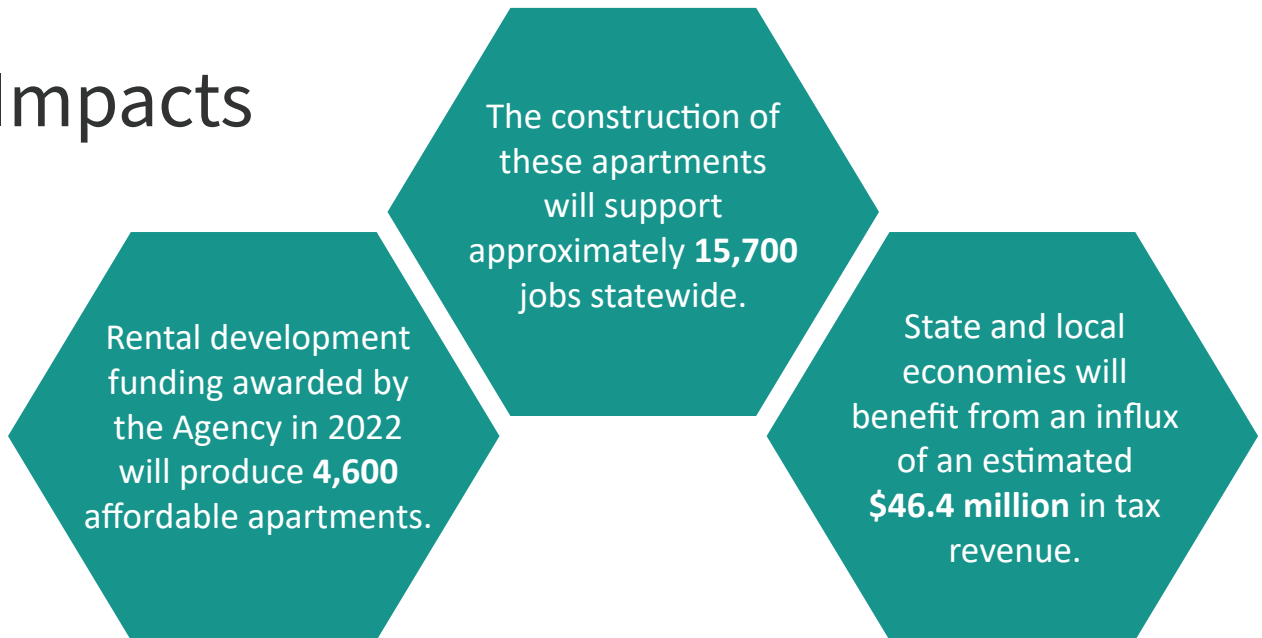 Impacts
The construction of
these apartments
will support
approximately 15,700
jobs statewide.
Rental development
funding awarded by
the Agency in 2022
will produce 4,600
affordable apartments.
State and local
economies will
benefit from an influx
of an estimated
$46.4 million in tax
revenue.